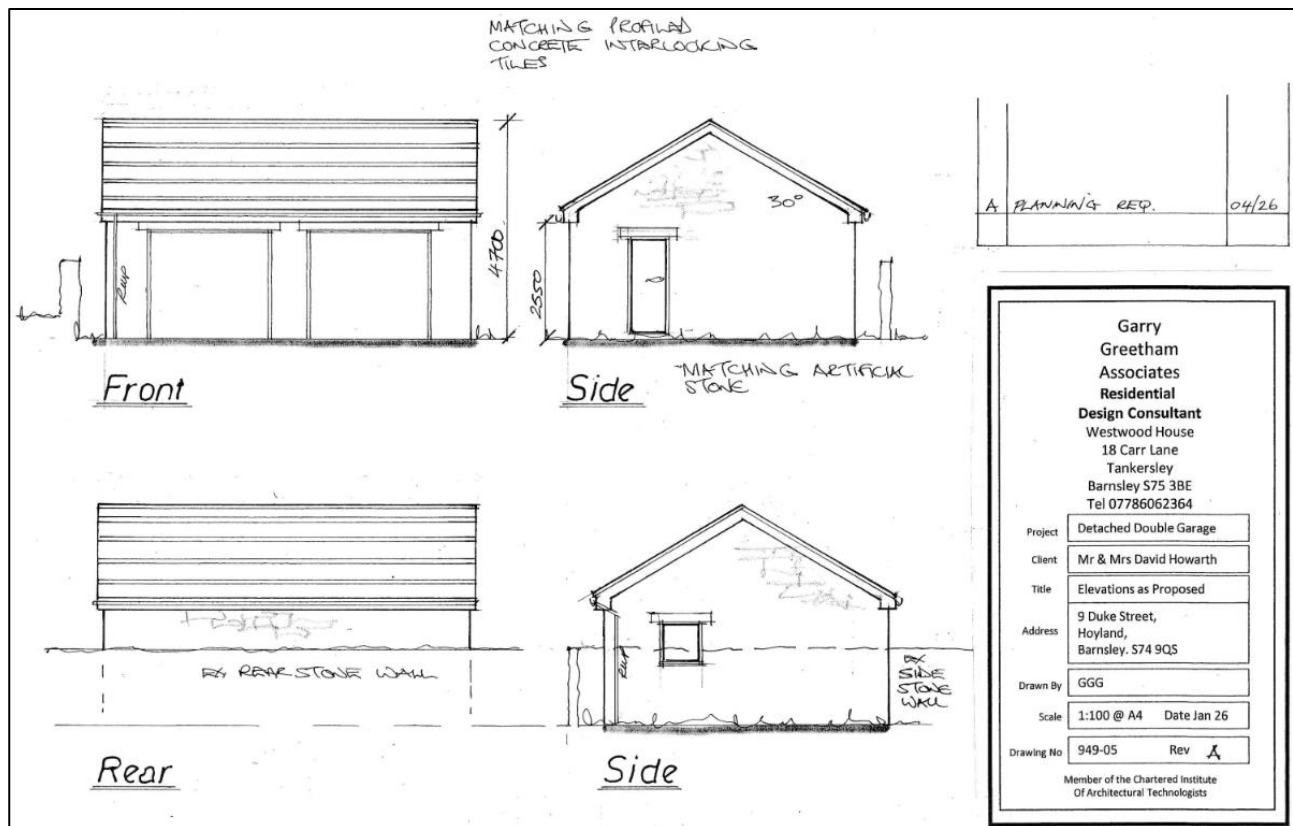 MATCHING PROFILED
CONCRETE INTERLOCKING
TILES
RWP
4700
Front
2550
30°
Side
MATCHING ARTIFICIAL
STONE
EX REAR STONE WALL
Rear
RWP
EX
SIDE
STONE
WALL
Side
A PLANNING REQ. 04/26
Garry
Greetham
Associates
Residential
Design Consultant
Westwood House
18 Carr Lane
Tankersley
Barnsley S75 3BE
Tel 07786062364
Project Detached Double Garage
Client Mr & Mrs David Howarth
Title Elevations as Proposed
Address 9 Duke Street,
Hoyland,
Barnsley. S74 9QS
Drawn By GGG
Scale 1:100 @ A4 Date Jan 26
Drawing No 949-05 Rev A
Member of the Chartered Institute
Of Architectural Technologists